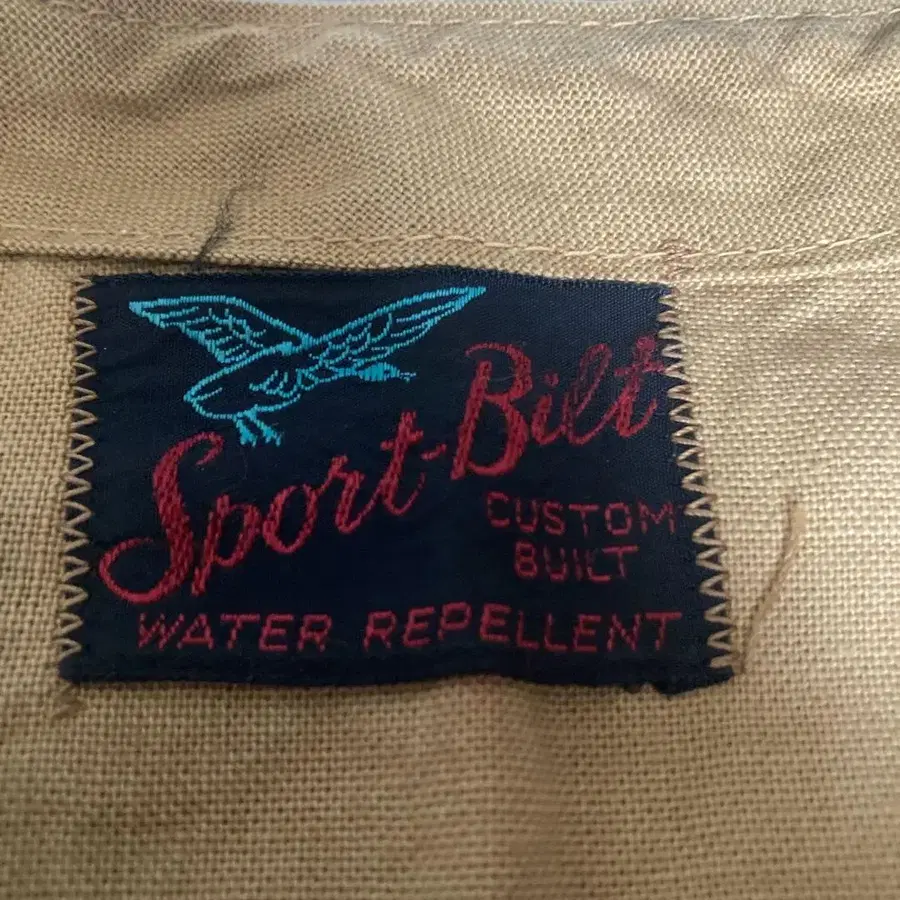 Sport-Bilt
CUSTOM
BUILT
WATER REPELLENT